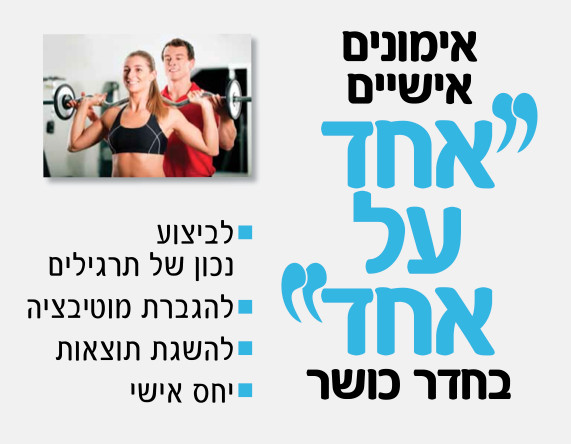 אימונים
אישיים
"אחד
על
אחד"
בחדר כושר
לביצוע
נכון של תרגילים
להגברת מוטיבציה
להשגת תוצאות
יחס אישי